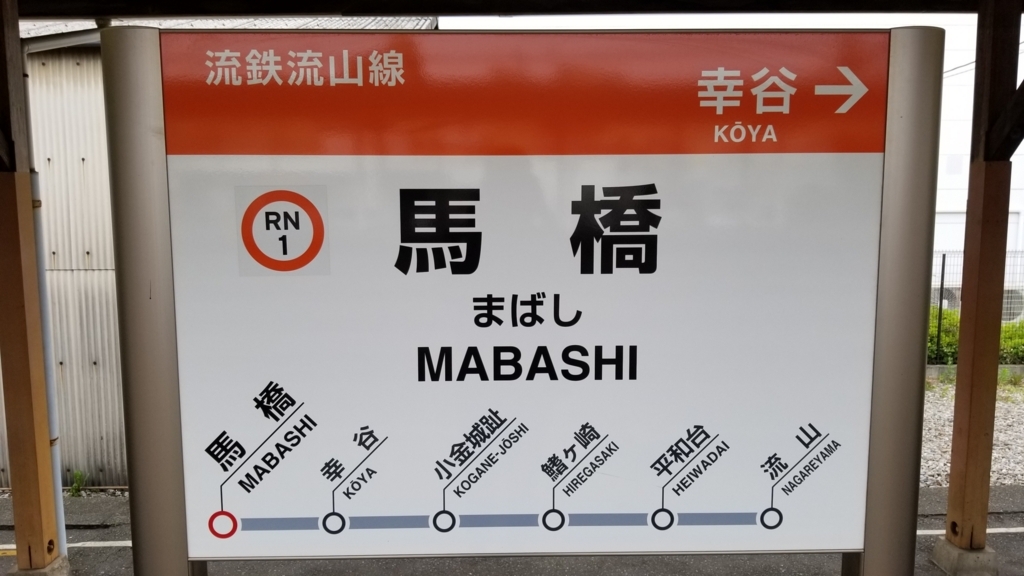 流鉄流山線
幸谷 →
KŌYA
RN
1
馬橋
まばし
MABASHI
馬橋
MABASHI
幸谷
KŌYA
小金城趾
KOGANE-JŌSHI
鰭ヶ崎
HIREGASAKI
平和台
HEIWADAI
流山
NAGAREYAMA